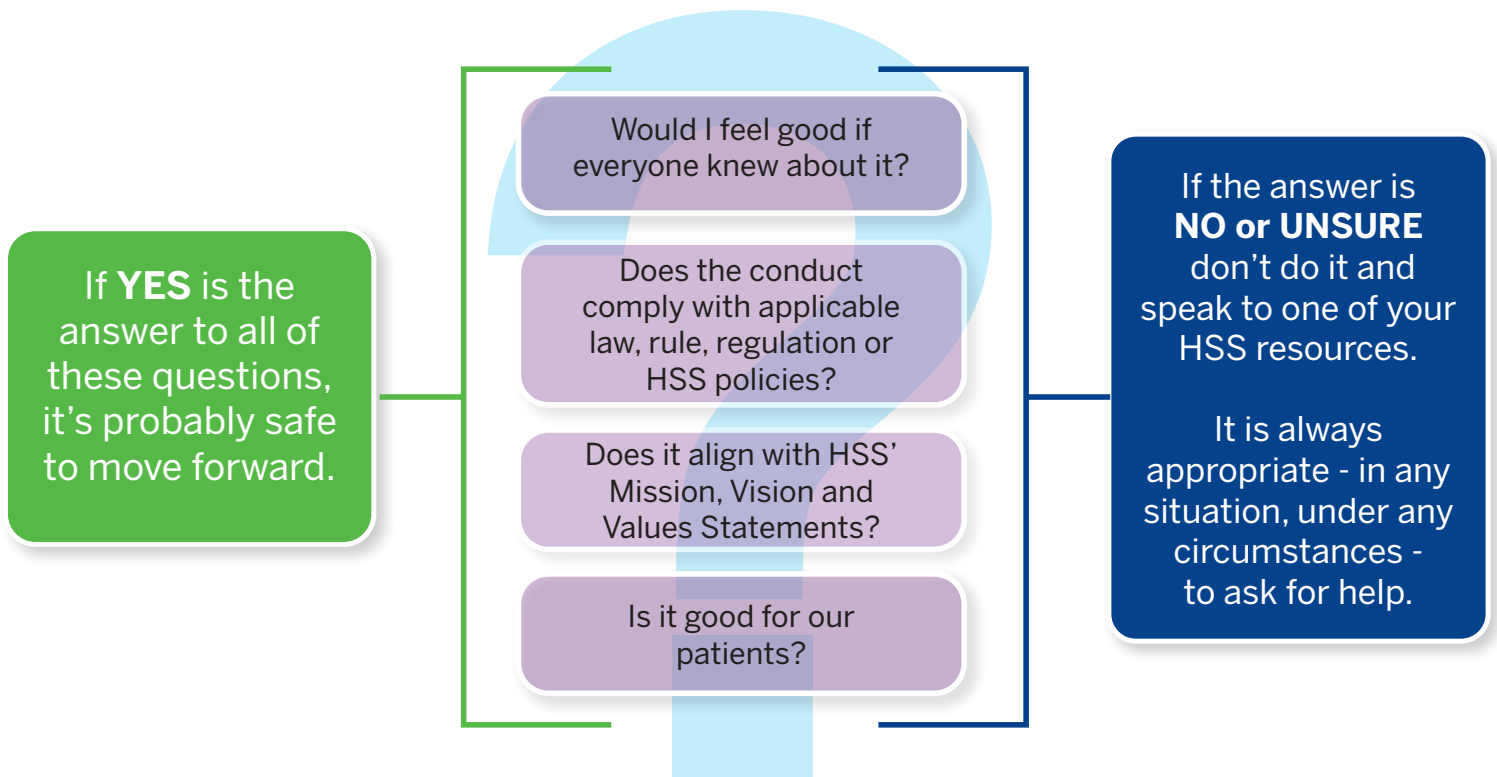 If YES is the
answer to all of
these questions,
it’s probably safe
to move forward.
Would I feel good if
everyone knew about it?
Does the conduct
comply with applicable
law, rule, regulation or
HSS policies?
Does it align with HSS’
Mission, Vision and
Values Statements?
Is it good for our
patients?
If the answer is
NO or UNSURE
don’t do it and
speak to one of your
HSS resources.
It is always
appropriate - in any
situation, under any
circumstances -
to ask for help.